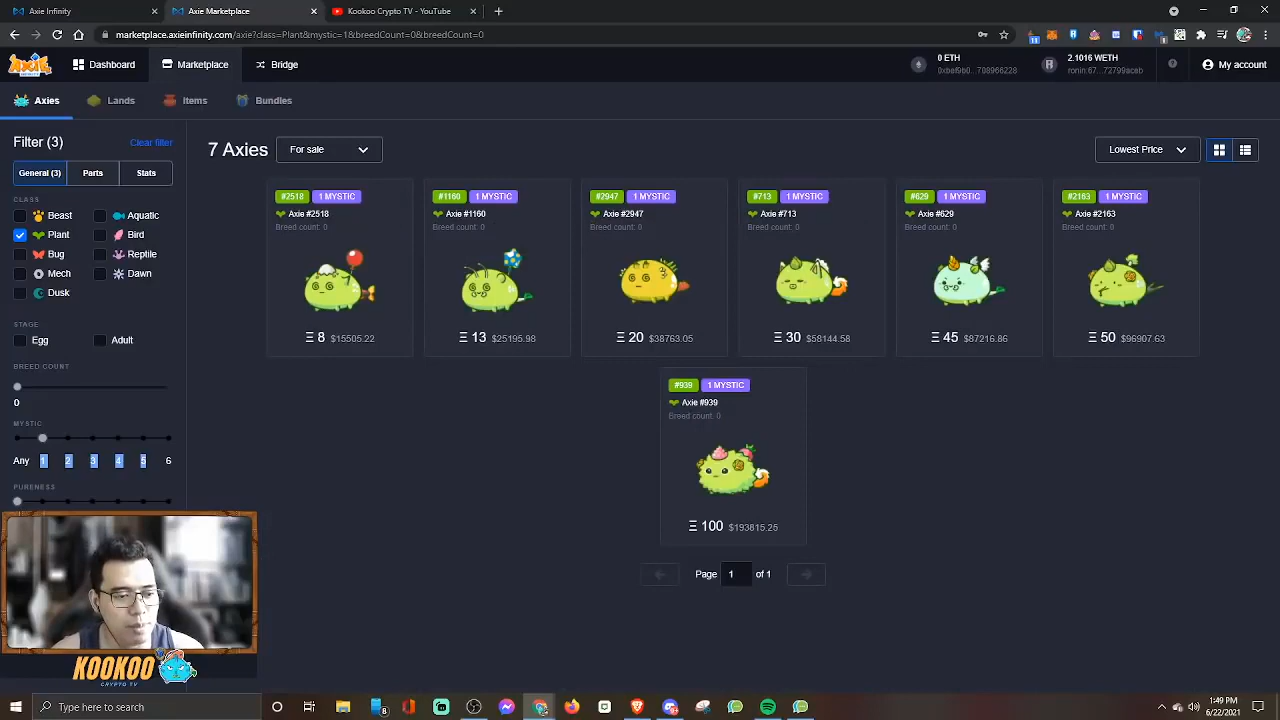 Axie Infinity
Axie Marketplace
Kookoo Crypto TV - YouTube
marketplace.axieinfinity.com/axie?class=Plant&mystic=1&breedCount=0&breedCount=0
AXIE
INFINITY
Dashboard
Marketplace
Bridge
0 ETH
2.1016 WETH
My account
Axies
Lands
Items
Bundles
Filter (3)
Clear filter
General (3)
Parts
Stats
CLASS
Beast
Aquatic
Plant
Bird
Bug
Reptile
Mech
Dawn
Dusk
STAGE
Egg
Adult
BREED COUNT
0
MYSTIC
Any 1 2 3 4 5 6
PURENESS
7 Axies
For sale
Lowest Price
#2518 1 MYSTIC
Axie #2518
Breed count: 0
Ξ 8 $15505.22
#1160 1 MYSTIC
Axie #1160
Breed count: 0
Ξ 13 $25195.98
#2947 1 MYSTIC
Axie #2947
Breed count: 0
Ξ 20 $38763.05
#713 1 MYSTIC
Axie #713
Breed count: 0
Ξ 30 $58144.58
#629 1 MYSTIC
Axie #629
Breed count: 0
Ξ 45 $87216.86
#2163 1 MYSTIC
Axie #2163
Breed count: 0
Ξ 50 $96907.63
#939 1 MYSTIC
Axie #939
Breed count: 0
Ξ 100 $193815.25
Page 1 of 1
KOOKOO
CRYPTO TV
Type here to search
1:49 PM
6/22/2021